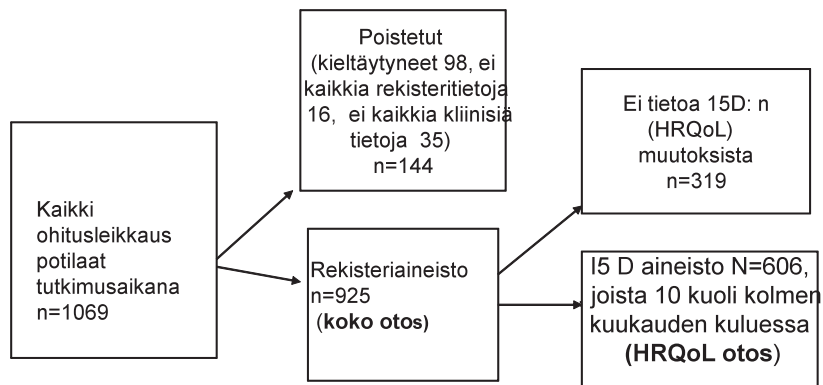 Kaikki
ohitusleikkaus
potilaat
tutkimusaikana
n=1069
Poistetut
(kieltäytyneet 98, ei
kaikkia rekisteritietoja
16, ei kaikkia kliinisiä
tietoja 35)
n=144
Rekisteriaineisto
n=925
(koko otos)
Ei tietoa 15D: n
(HRQoL)
muutoksista
n=319
I5 D aineisto N=606,
joista 10 kuoli kolmen
kuukauden kuluessa
(HRQoL otos)